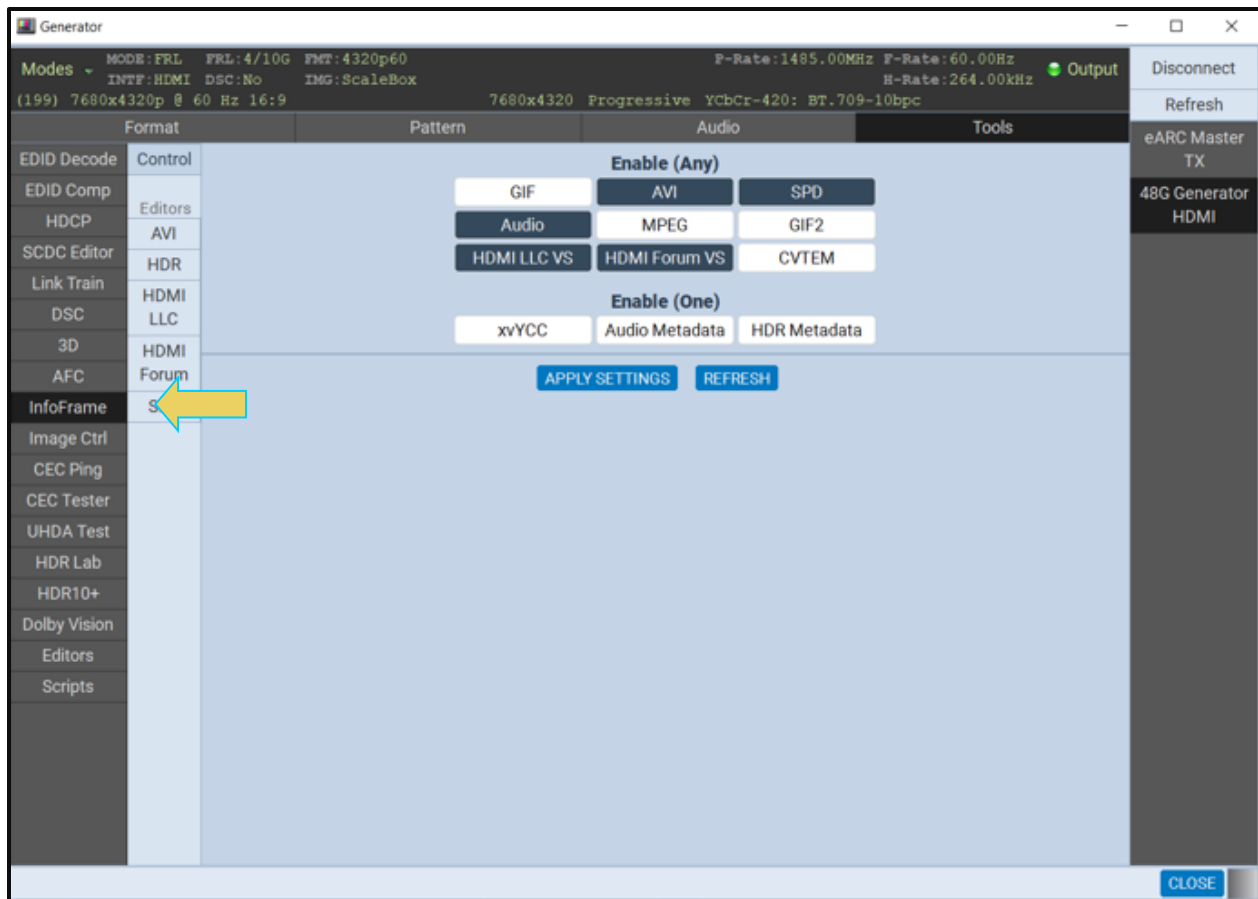 Generator
Modes
MODE:FRL FRL:4/10G FMT:4320p60
INTF:HDMI DSC:No IMG:ScaleBox
P-Rate:1485.00MHz F-Rate:60.00Hz
H-Rate:264.00kHz
Output
(199) 7680x4320p @ 60 Hz 16:9
7680x4320 Progressive YCbCr-420: BT.709-10bpc
Disconnect
Refresh
Format
Pattern
Audio
Tools
eARC Master
TX
48G Generator
HDMI
EDID Decode
EDID Comp
HDCP
SCDC Editor
Link Train
DSC
3D
AFC
InfoFrame
Image Ctrl
CEC Ping
CEC Tester
UHDA Test
HDR Lab
HDR10+
Dolby Vision
Editors
Scripts
Control
Editors
AVI
HDR
HDMI
LLC
HDMI
Forum
Enable (Any)
GIF
AVI
SPD
Audio
MPEG
GIF2
HDMI LLC VS
HDMI Forum VS
CVTEM
Enable (One)
xvYCC
Audio Metadata
HDR Metadata
APPLY SETTINGS
REFRESH
CLOSE